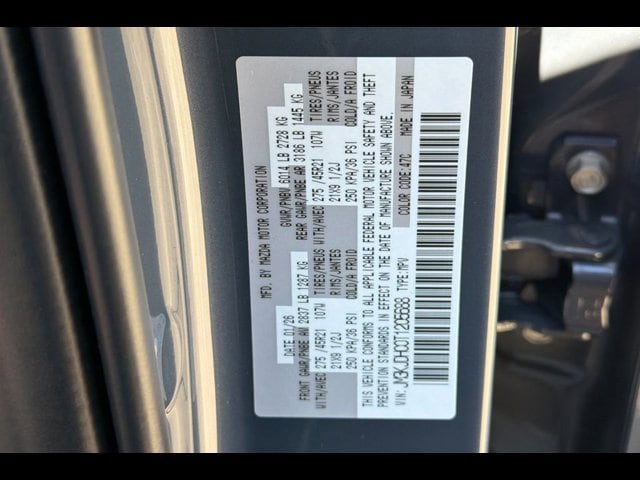 MFD. BY MAZDA MOTOR CORPORATION
DATE 01/26 GVWR/PNBV 6014 LB 2728 KG
FRONT GAWR/PNBE AV 2837 LB 1287 KG REAR GAWR/PNBE AR 3186 LB 1445 KG
WITH/AVEC 275 /45R21 107W TIRES/PNEUS WITH/AVEC 275 /45R21 107W TIRES/PNEUS
21X9 1/2J RIMS/JANTES 21X9 1/2J RIMS/JANTES
250 KPA/36 PSI COLD/A FROID 250 KPA/36 PSI COLD/A FROID
THIS VEHICLE CONFORMS TO ALL APPLICABLE FEDERAL MOTOR VEHICLE SAFETY AND THEFT
PREVENTION STANDARDS IN EFFECT ON THE DATE OF MANUFACTURE SHOWN ABOVE.
VIN: JM3KJDHC0T1205688 TYPE:MPV COLOR CODE:47C MADE IN JAPAN